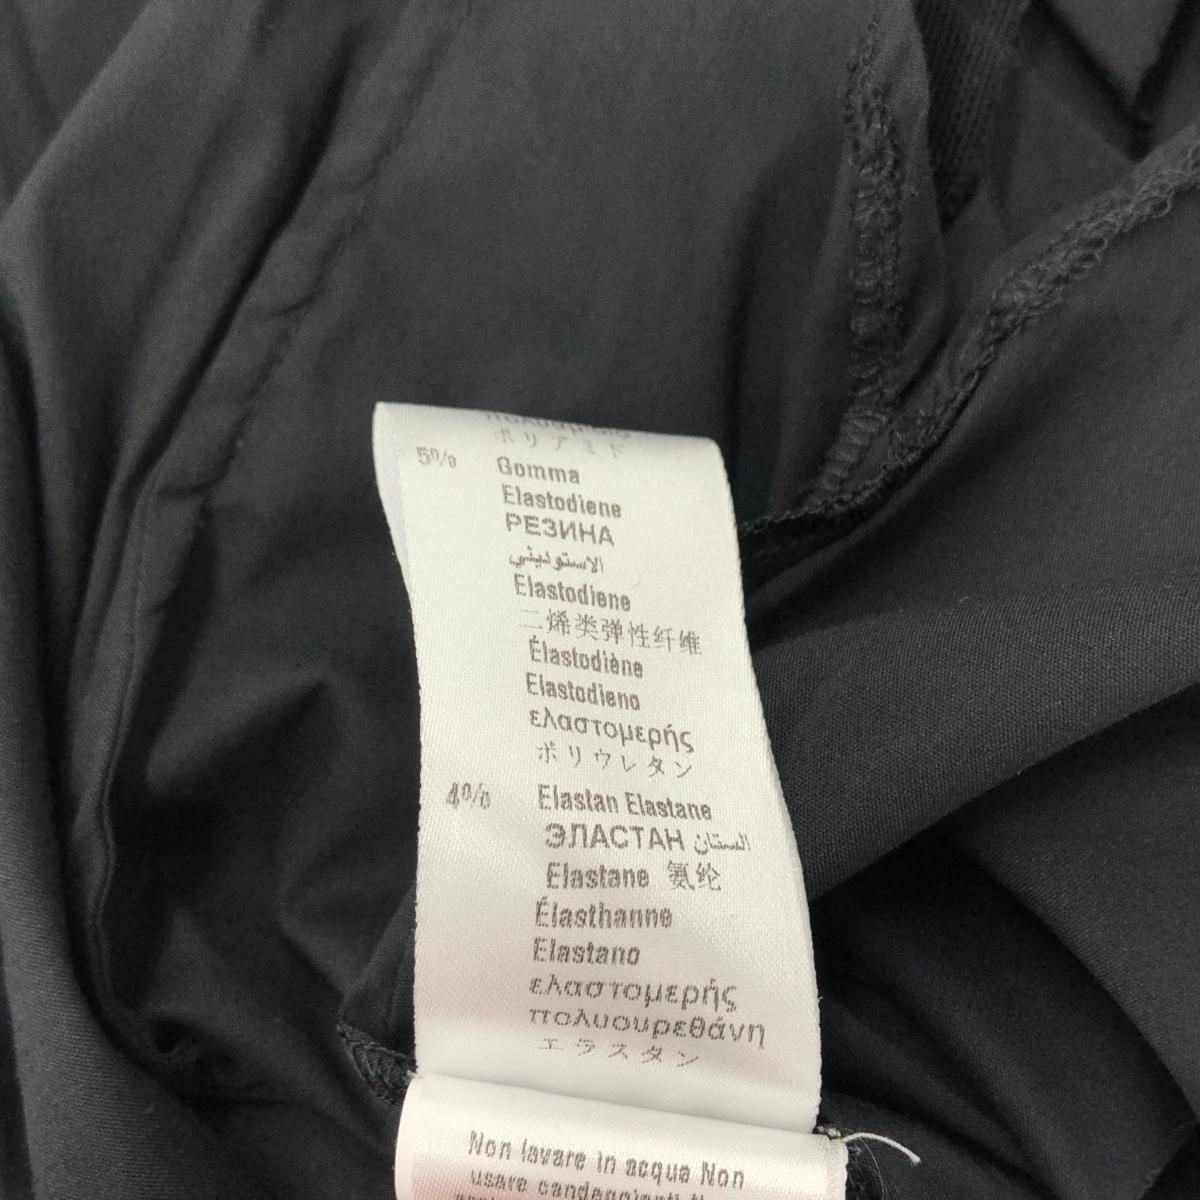 ポリアミド
5% Gomma
Elastodiene
РЕЗИНА
Elastodiene
二烯类弹性纤维
Élastodiène
Elastodieno
ελαστομερής
ポリウレタン
4% Elastan Elastane
ЭЛАСТАН الستان
Elastane 氨纶
Élasthanne
Elastano
ελαστομερής
πολυουρεθάνη
エラスタン
Non lavare in acqua Non
usare candeggianti